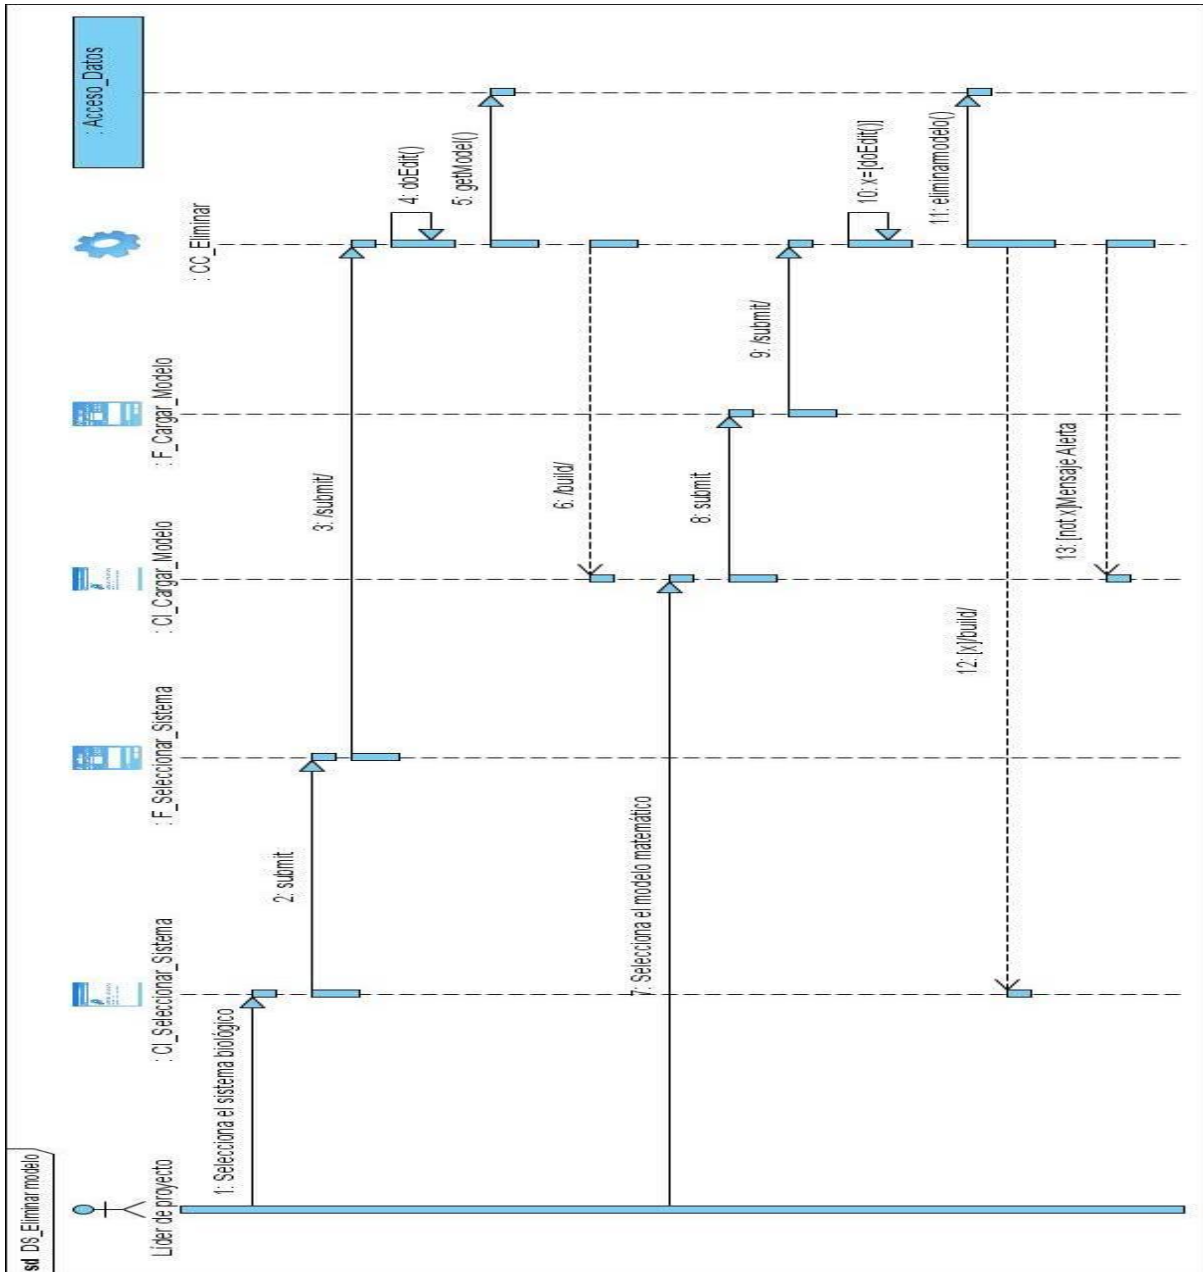 sd DS_Eliminar modelo
Líder de proyecto
: CI_Seleccionar_Sistema
: F_Seleccionar_Sistema
: CI_Cargar_Modelo
: F_Cargar_Modelo
: CC_Eliminar
: Acceso_Datos
1: Selecciona el sistema biológico
2: submit
3: /submit/
4: doEdit()
5: getModel()
6: /build/
7: Selecciona el modelo matemático
8: submit
9: /submit/
10: x=[doEdit()]
11: eliminarmodelo()
12: [x]/build/
13: [not x]Mensaje Alerta